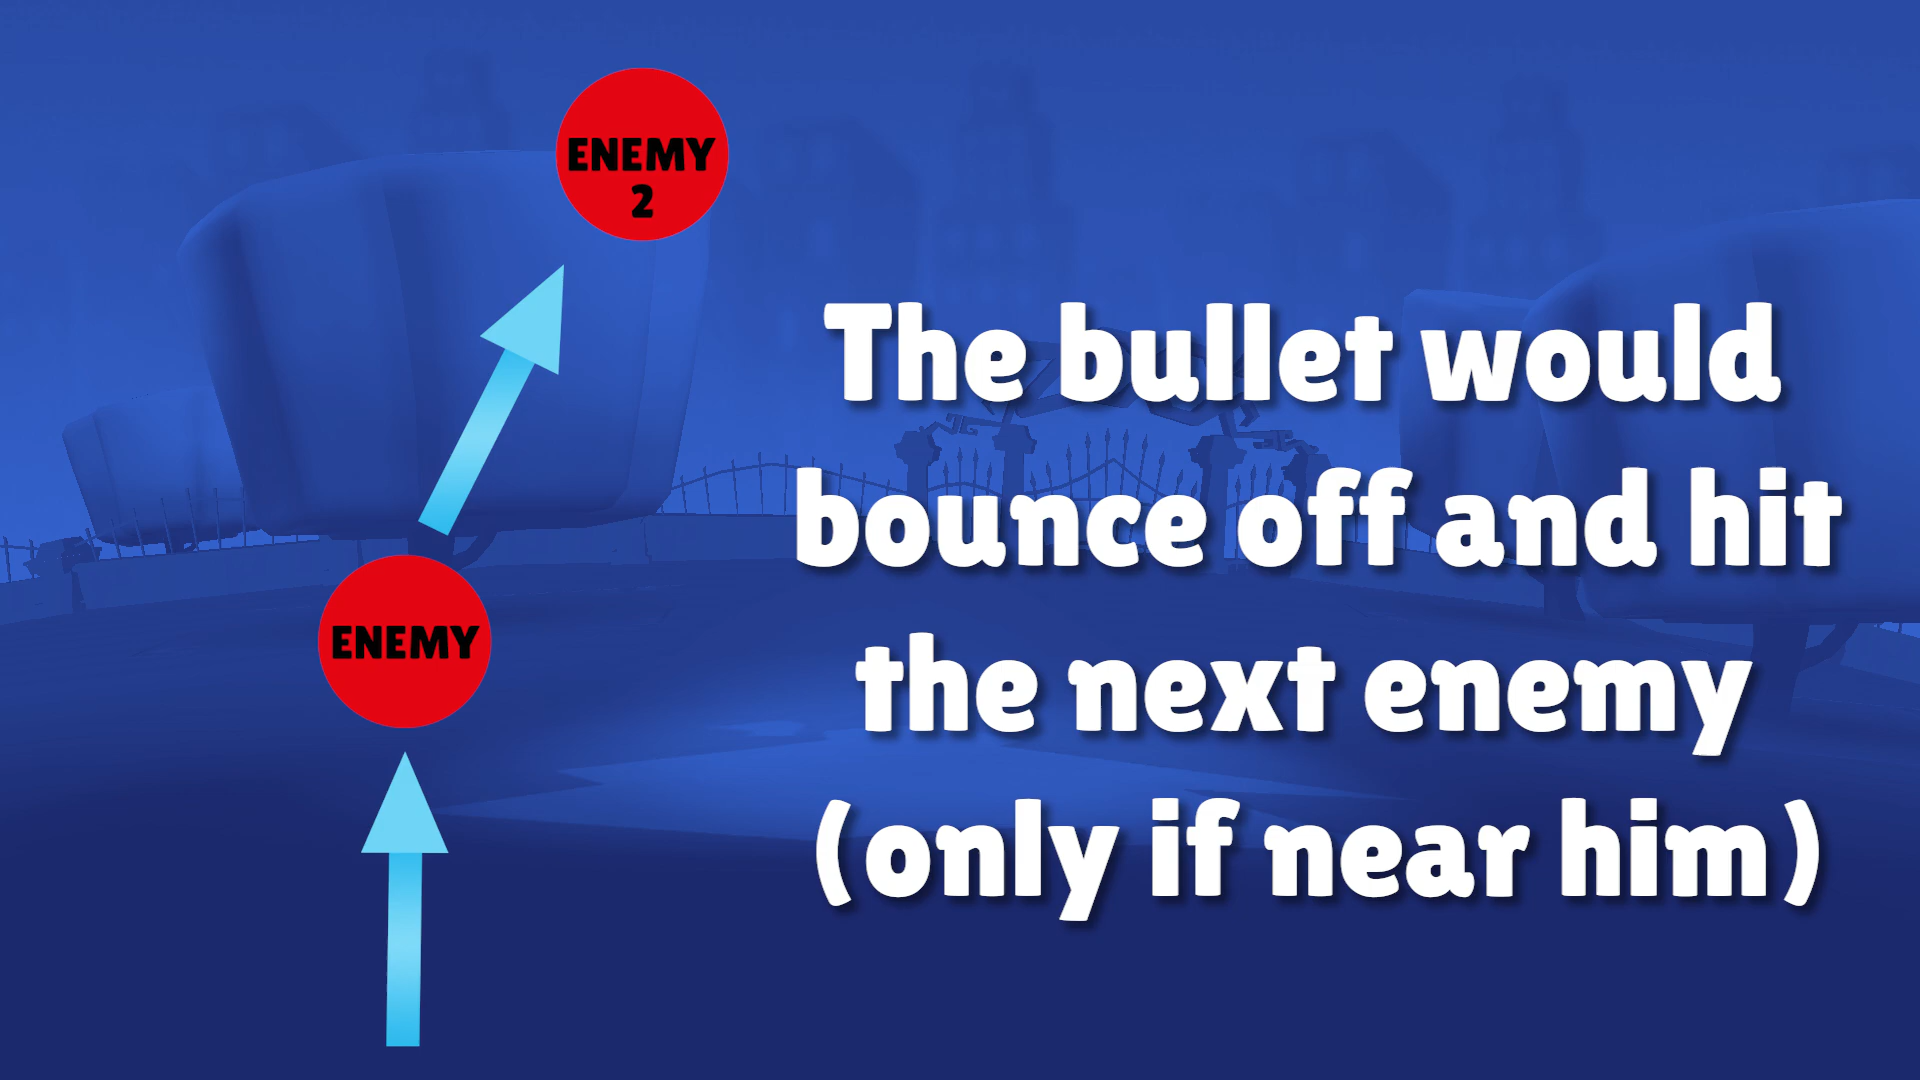 ENEMY
2
ENEMY
The bullet would
bounce off and hit
the next enemy
(only if near him)